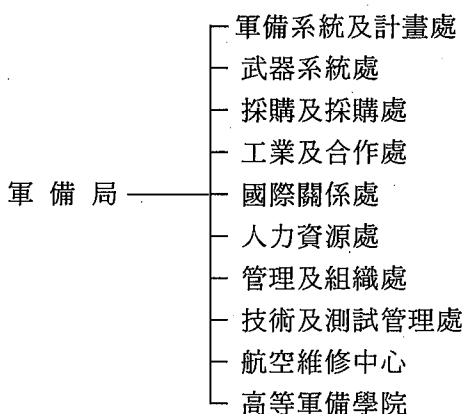 軍備系統及計畫處
武器系統處
採購及採購處
工業及合作處
軍備局
國際關係處
人力資源處
管理及組織處
技術及測試管理處
航空維修中心
高等軍備學院